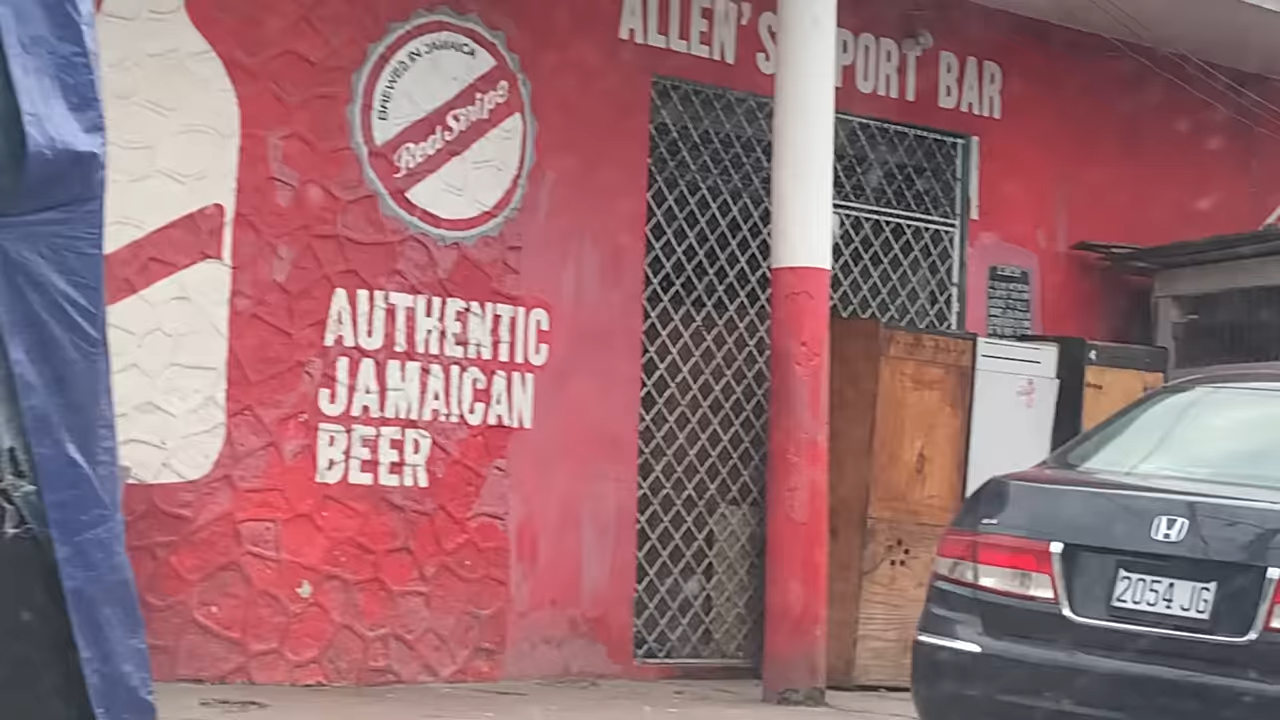 ALLEN'S PORT BAR
BREWED IN JAMAICA
Red Stripe
AUTHENTIC
JAMAICAN
BEER
2054 JG